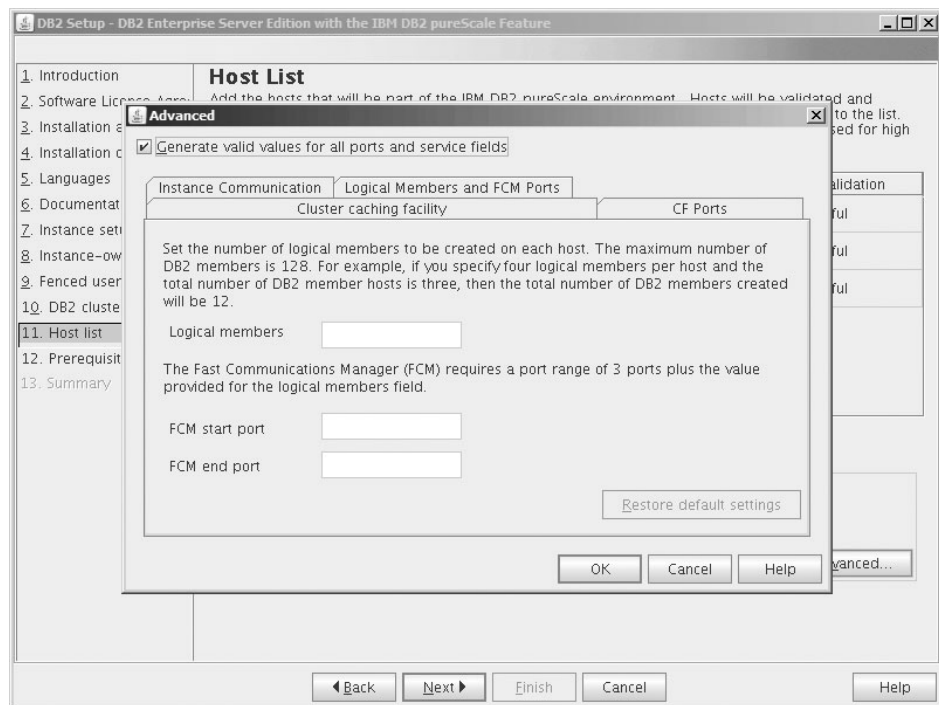 DB2 Setup - DB2 Enterprise Server Edition with the IBM DB2 pureScale Feature
1. Introduction
2. Software Licence Agre
3. Installation a
4. Installation c
5. Languages
6. Documentat
7. Instance setu
8. Instance-ow
9. Fenced user
10. DB2 cluste
11. Host list
12. Prerequisit
13. Summary
Host List
Add the hosts that will be part of the IBM DB2 pureScale environment. Hosts will be validated and
to the list.
sed for high
alidation
ful
ful
ful
vanced...
Advanced
Generate valid values for all ports and service fields
Instance Communication
Logical Members and FCM Ports
Cluster caching facility
CF Ports
Set the number of logical members to be created on each host. The maximum number of
DB2 members is 128. For example, if you specify four logical members per host and the
total number of DB2 member hosts is three, then the total number of DB2 members created
will be 12.
Logical members
The Fast Communications Manager (FCM) requires a port range of 3 ports plus the value
provided for the logical members field.
FCM start port
FCM end port
Restore default settings
OK
Cancel
Help
Back
Next
Finish
Cancel
Help